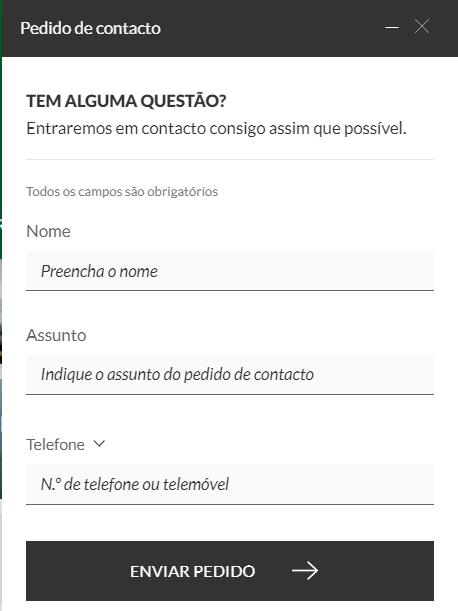 Pedido de contacto
TEM ALGUMA QUESTÃO?
Entraremos em contacto consigo assim que possível.
Todos os campos são obrigatórios
Nome
Preencha o nome
Assunto
Indique o assunto do pedido de contacto
Telefone
N.º de telefone ou telemóvel
ENVIAR PEDIDO